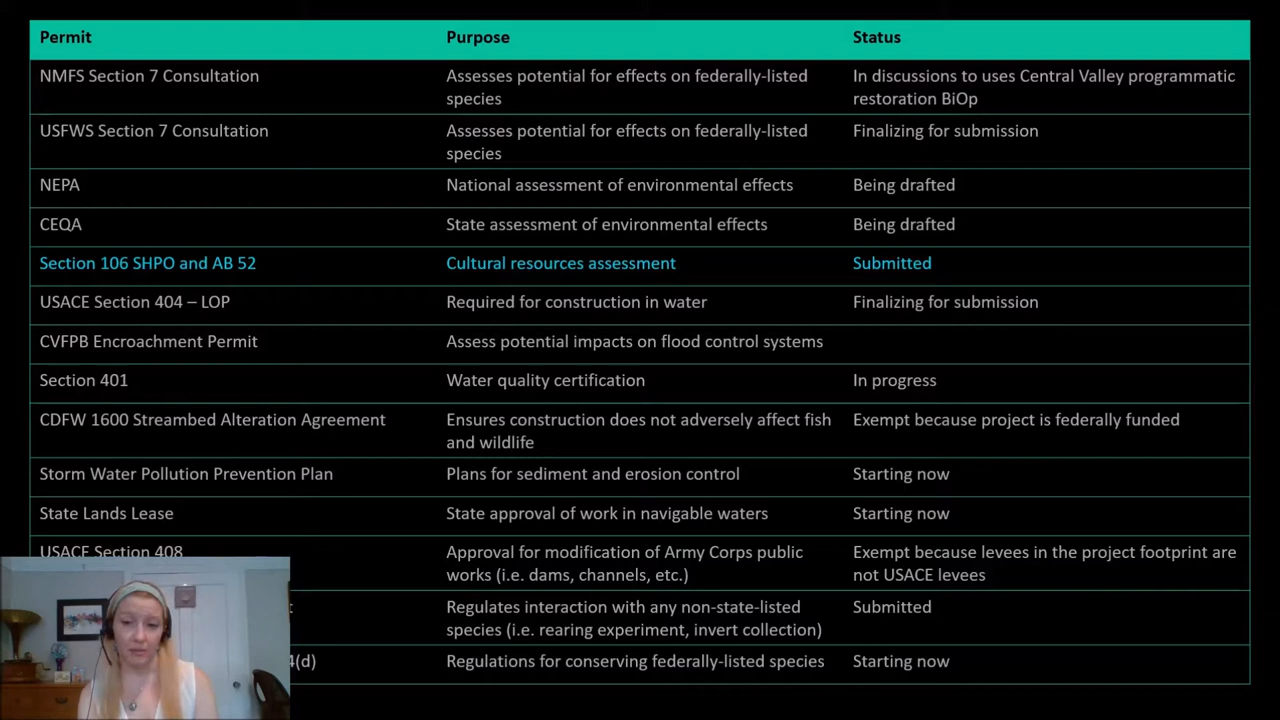 Permit Purpose Status
NMFS Section 7 Consultation Assesses potential for effects on federally-listed In discussions to uses Central Valley programmatic
species restoration BiOp
USFWS Section 7 Consultation Assesses potential for effects on federally-listed Finalizing for submission
species
NEPA National assessment of environmental effects Being drafted
CEQA State assessment of environmental effects Being drafted
Section 106 SHPO and AB 52 Cultural resources assessment Submitted
USACE Section 404 – LOP Required for construction in water Finalizing for submission
CVFPB Encroachment Permit Assess potential impacts on flood control systems
Section 401 Water quality certification In progress
CDFW 1600 Streambed Alteration Agreement Ensures construction does not adversely affect fish Exempt because project is federally funded
and wildlife
Storm Water Pollution Prevention Plan Plans for sediment and erosion control Starting now
State Lands Lease State approval of work in navigable waters Starting now
USACE Section 408 Approval for modification of Army Corps public Exempt because levees in the project footprint are
works (i.e. dams, channels, etc.) not USACE levees
Regulates interaction with any non-state-listed Submitted
species (i.e. rearing experiment, invert collection)
4(d) Regulations for conserving federally-listed species Starting now